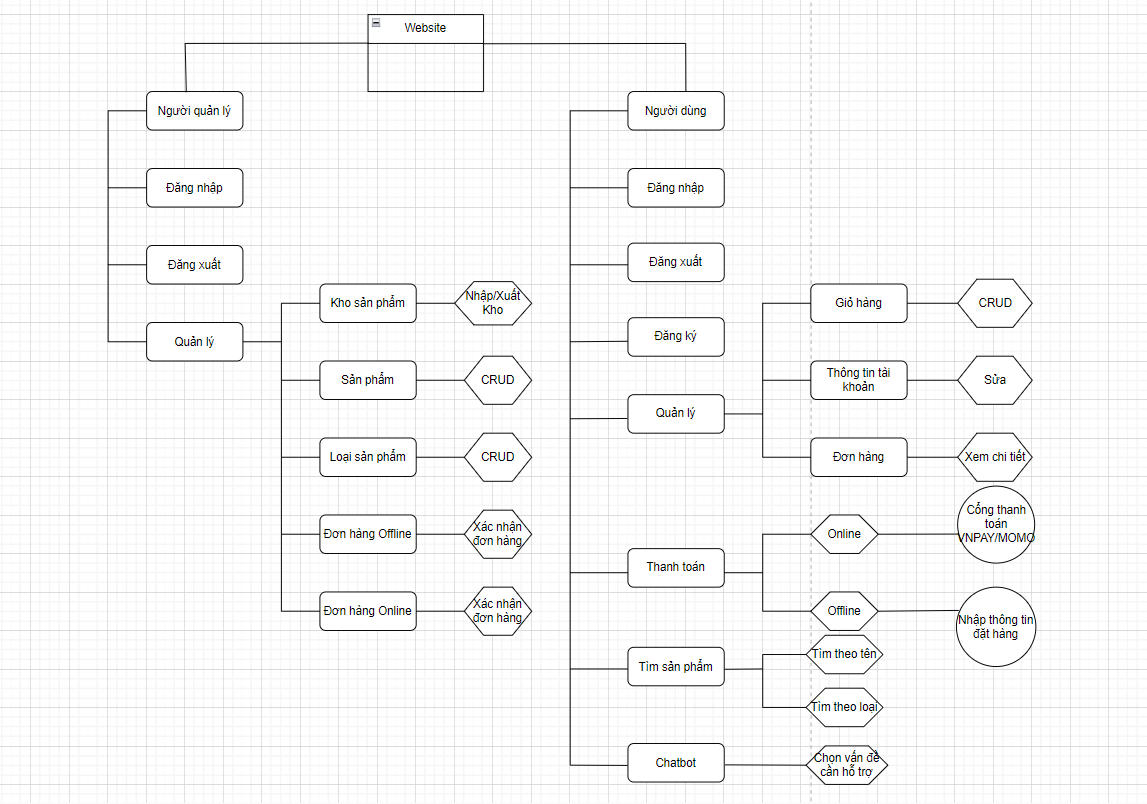 Website
Người quản lý
Đăng nhập
Đăng xuất
Quản lý
Kho sản phẩm
Nhập/Xuất
Kho
Sản phẩm
CRUD
Loại sản phẩm
CRUD
Đơn hàng Offline
Xác nhận
đơn hàng
Đơn hàng Online
Xác nhận
đơn hàng
Người dùng
Đăng nhập
Đăng xuất
Đăng ký
Quản lý
Giỏ hàng
CRUD
Thông tin tài
khoản
Sửa
Đơn hàng
Xem chi tiết
Thanh toán
Online
Cổng thanh
toán
VNPAY/MOMO
Offline
Nhập thông tin
đặt hàng
Tìm sản phẩm
Tìm theo tên
Tìm theo loại
Chatbot
Chọn vấn đề
cần hỗ trợ